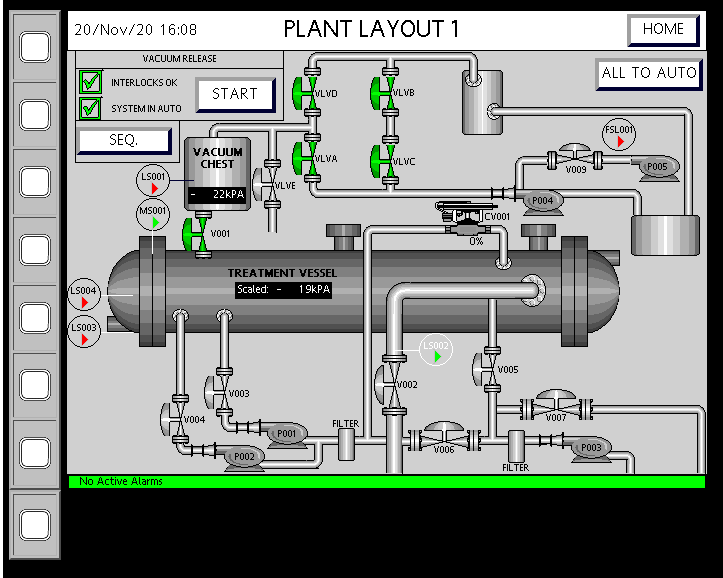 20/Nov/20 16:08
PLANT LAYOUT 1
HOME
VACUUM RELEASE
INTERLOCKS OK
SYSTEM IN AUTO
START
ALL TO AUTO
SEQ.
VLVD
VLVB
VACUUM
CHEST
- 22kPA
VLVA
VLVC
VLVE
FSL001
V009
P005
P004
LS001
MS001
V001
CV001
0%
TREATMENT VESSEL
Scaled: - 19kPA
LS004
LS003
LS002
V002
V005
V003
V004
V007
FILTER
P001
P002
V006
FILTER
P003
No Active Alarms